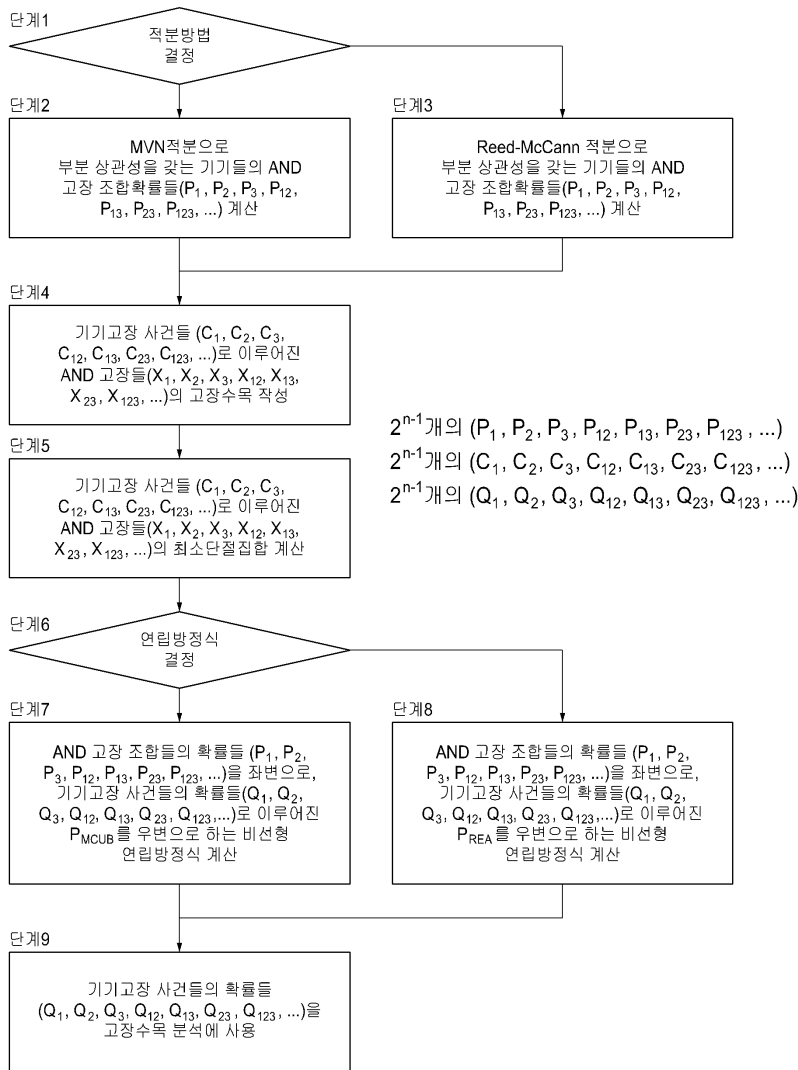 단계1
적분방법
결정
단계2
MVN적분으로
부분 상관성을 갖는 기기들의 AND
고장 조합확률들(P₁, P₂, P₃, P₁₂,
P₁₃, P₂₃, P₁₂₃, ...) 계산
단계3
Reed-McCann 적분으로
부분 상관성을 갖는 기기들의 AND
고장 조합확률들(P₁, P₂, P₃, P₁₂,
P₁₃, P₂₃, P₁₂₃, ...) 계산
단계4
기기고장 사건들 (C₁, C₂, C₃,
C₁₂, C₁₃, C₂₃, C₁₂₃, ...)로 이루어진
AND 고장들(X₁, X₂, X₃, X₁₂, X₁₃,
X₂₃, X₁₂₃, ...)의 고장수목 작성
2ⁿ⁻¹개의 (P₁, P₂, P₃, P₁₂, P₁₃, P₂₃, P₁₂₃, ...)
2ⁿ⁻¹개의 (C₁, C₂, C₃, C₁₂, C₁₃, C₂₃, C₁₂₃, ...)
2ⁿ⁻¹개의 (Q₁, Q₂, Q₃, Q₁₂, Q₁₃, Q₂₃, Q₁₂₃, ...)
단계5
기기고장 사건들 (C₁, C₂, C₃,
C₁₂, C₁₃, C₂₃, C₁₂₃, ...)로 이루어진
AND 고장들(X₁, X₂, X₃, X₁₂, X₁₃,
X₂₃, X₁₂₃, ...)의 최소단절집합 계산
단계6
연립방정식
결정
단계7
AND 고장 조합들의 확률들 (P₁, P₂,
P₃, P₁₂, P₁₃, P₂₃, P₁₂₃, ...)을 좌변으로,
기기고장 사건들의 확률들(Q₁, Q₂,
Q₃, Q₁₂, Q₁₃, Q₂₃, Q₁₂₃,...)로 이루어진
P_MCUB를 우변으로 하는 비선형
연립방정식 계산
단계8
AND 고장 조합들의 확률들 (P₁, P₂,
P₃, P₁₂, P₁₃, P₂₃, P₁₂₃, ...)을 좌변으로,
기기고장 사건들의 확률들(Q₁, Q₂,
Q₃, Q₁₂, Q₁₃, Q₂₃, Q₁₂₃,...)로 이루어진
P_REA를 우변으로 하는 비선형
연립방정식 계산
단계9
기기고장 사건들의 확률들
(Q₁, Q₂, Q₃, Q₁₂, Q₁₃, Q₂₃, Q₁₂₃, ...)을
고장수목 분석에 사용